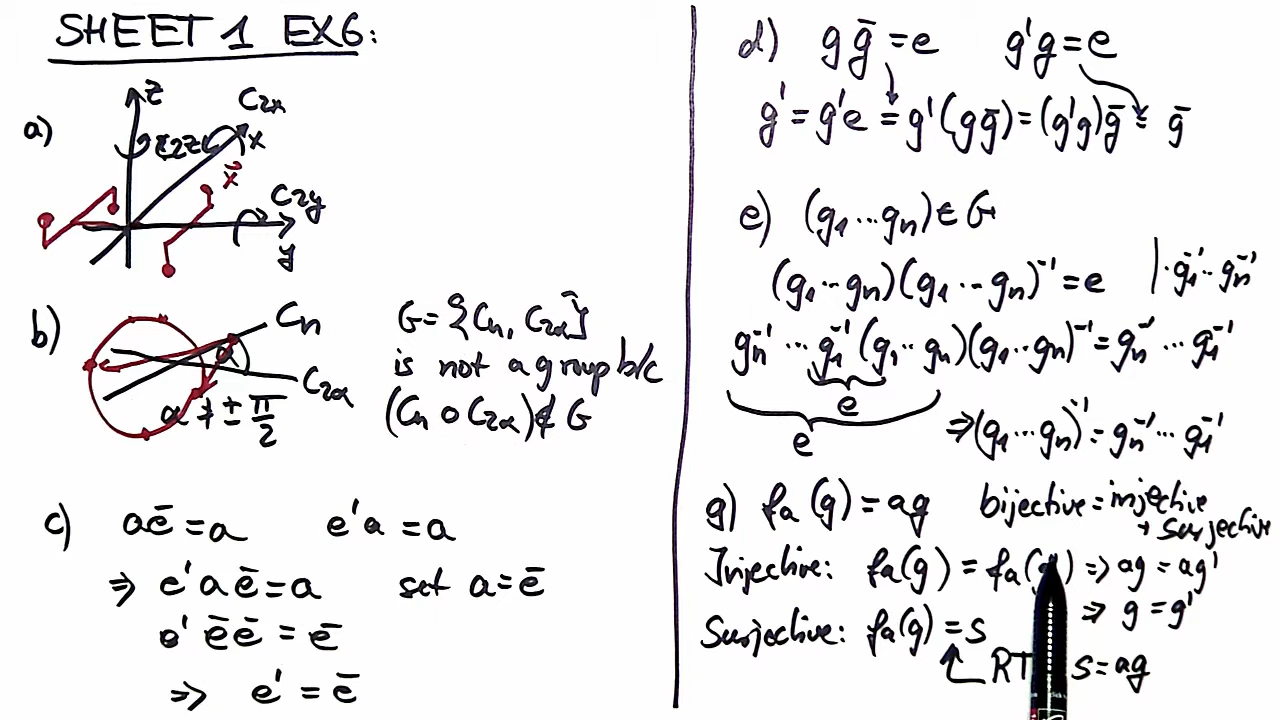 SHEET 1 EX6:
a)
z
C₂ₓ
C₂z
x
x⃗
C₂y
y
b)
Cₙ
α
C₂α
α ≠ ± π/2
G = {Cₙ, C₂α}
is not a group b/c
(Cₙ ∘ C₂α) ∉ G
c) aē = a e'a = a
⇒ e'aē = a set a = ē
e'ēē = ē
⇒ e' = ē
d) gḡ = e g'g = e
g' = g'e = g'(gḡ) = (g'g)ḡ = ḡ
e) (g₁...gₙ) ∈ G
(g₁...gₙ)(g₁...gₙ)⁻¹ = e | · g₁⁻¹...gₙ⁻¹
gₙ⁻¹ ... g₁⁻¹(g₁...gₙ)(g₁...gₙ)⁻¹ = gₙ⁻¹ ... g₁⁻¹
e
e
⇒ (g₁...gₙ)⁻¹ = gₙ⁻¹ ... g₁⁻¹
g) fₐ(g) = ag bijective = injective
+ surjective
Injective: fₐ(g) = fₐ( ) ⇒ ag = ag'
⇒ g = g'
Surjective: fₐ(g) = s
RT s = ag